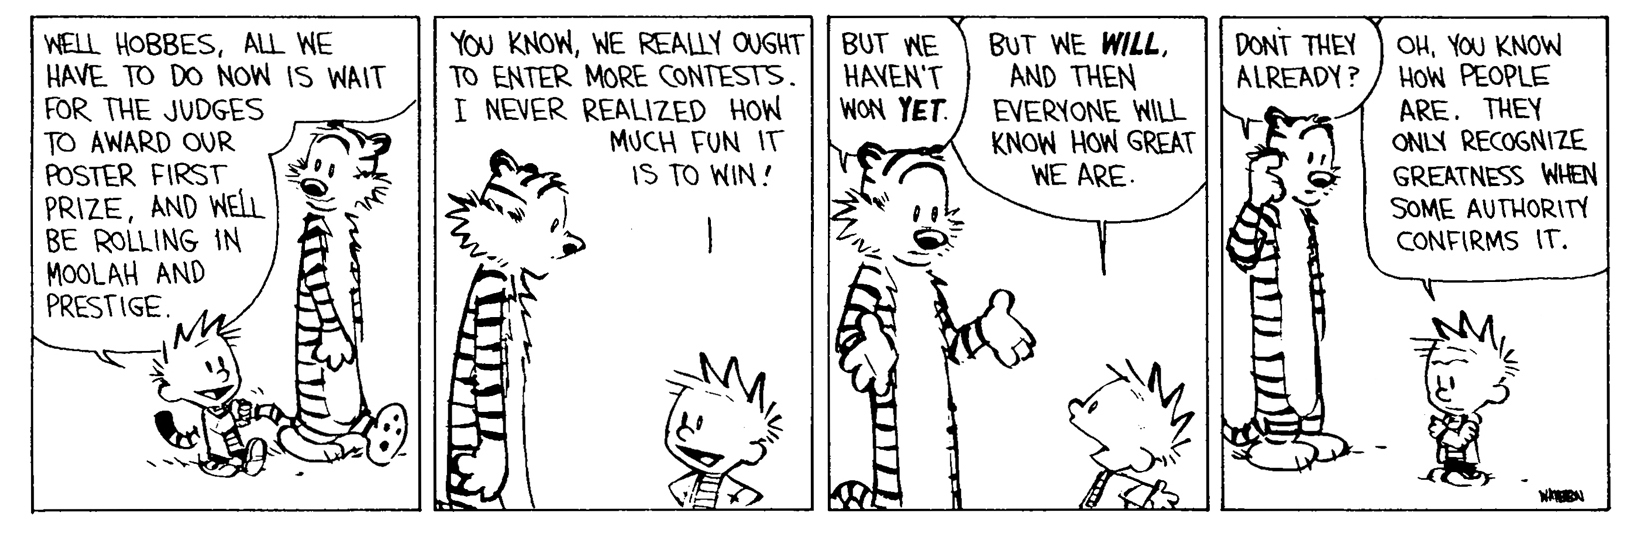 WELL HOBBES, ALL WE
HAVE TO DO NOW IS WAIT
FOR THE JUDGES
TO AWARD OUR
POSTER FIRST
PRIZE, AND WE'LL
BE ROLLING IN
MOOLAH AND
PRESTIGE.
YOU KNOW, WE REALLY OUGHT
TO ENTER MORE CONTESTS.
I NEVER REALIZED HOW
MUCH FUN IT
IS TO WIN!
BUT WE
HAVEN'T
WON YET.
BUT WE WILL,
AND THEN
EVERYONE WILL
KNOW HOW GREAT
WE ARE.
DON'T THEY
ALREADY?
OH, YOU KNOW
HOW PEOPLE
ARE. THEY
ONLY RECOGNIZE
GREATNESS WHEN
SOME AUTHORITY
CONFIRMS IT.